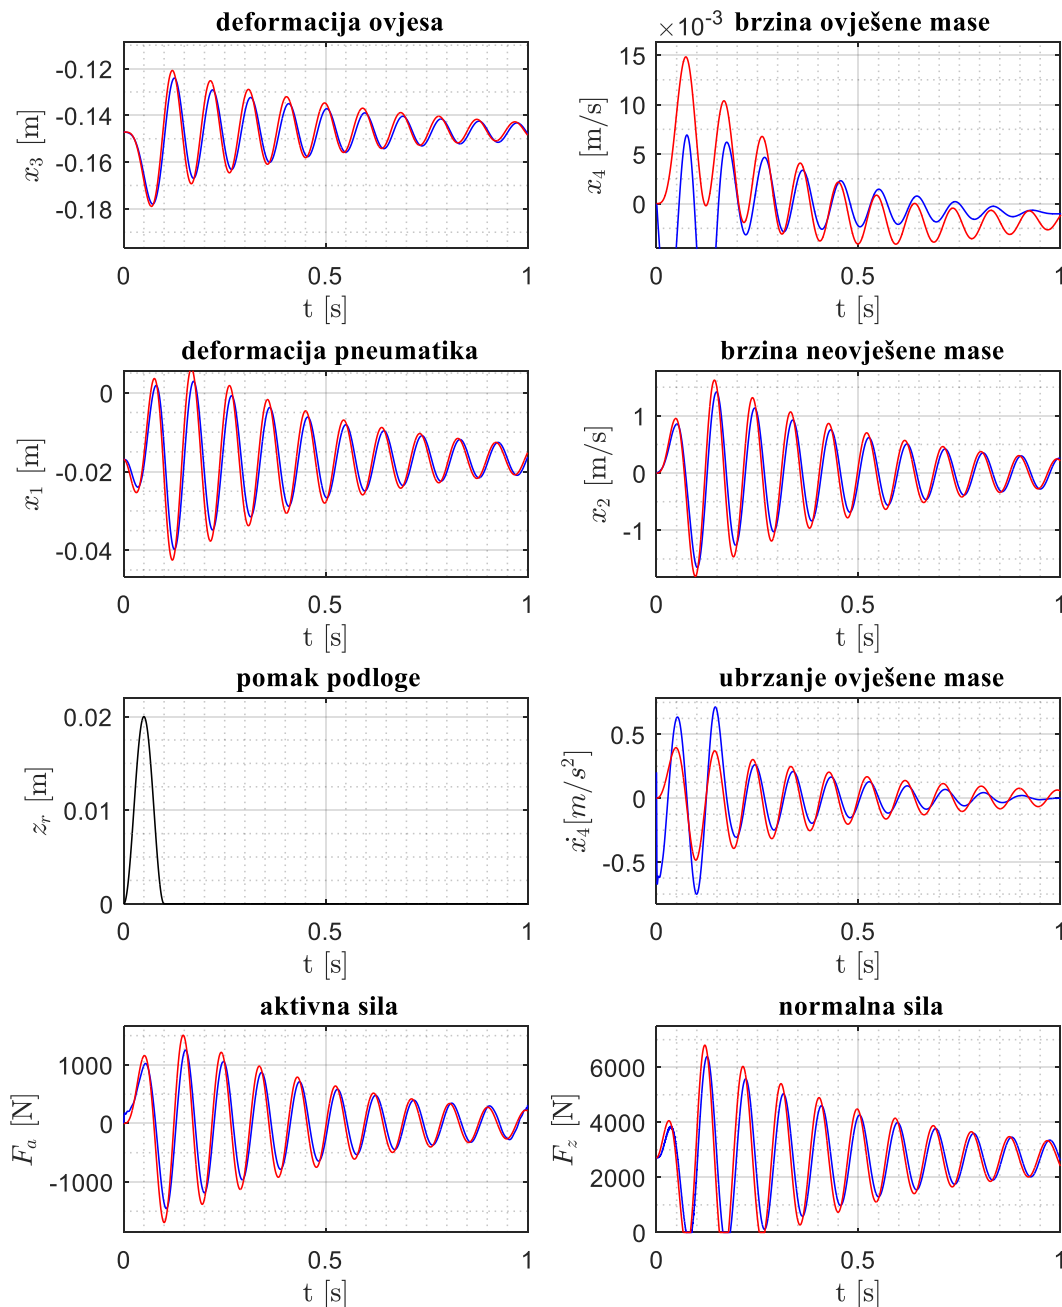 deformacija ovjesa
-0.12
-0.14
-0.16
-0.18
x3 [m]
0 0.5 1
t [s]
brzina ovješene mase
×10-3
15
10
5
0
x4 [m/s]
0 0.5 1
t [s]
deformacija pneumatika
0
-0.02
-0.04
x1 [m]
0 0.5 1
t [s]
brzina neovješene mase
1
0
-1
x2 [m/s]
0 0.5 1
t [s]
pomak podloge
0.02
0.01
0
zr [m]
0 0.5 1
t [s]
ubrzanje ovješene mase
0.5
0
-0.5
ẋ4[m/s²]
0 0.5 1
t [s]
aktivna sila
1000
0
-1000
Fa [N]
0 0.5 1
t [s]
normalna sila
6000
4000
2000
0
Fz [N]
0 0.5 1
t [s]